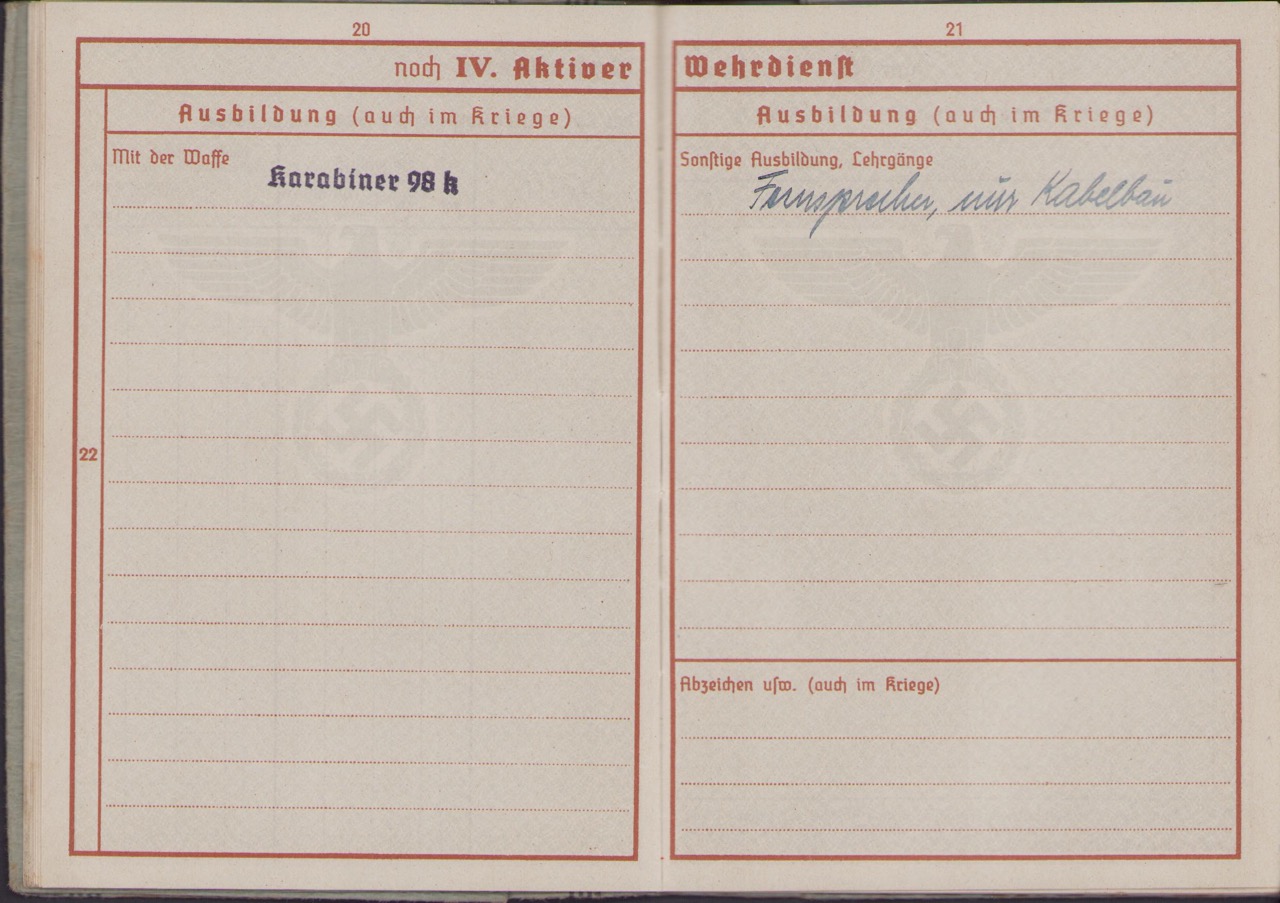 20
noch IV. Aktiver
Ausbildung (auch im Kriege)
Mit der Waffe
Karabiner 98 k
22
21
Wehrdienst
Ausbildung (auch im Kriege)
Sonstige Ausbildung, Lehrgänge
Fernsprecher, nur Kabelbau
Abzeichen usw. (auch im Kriege)